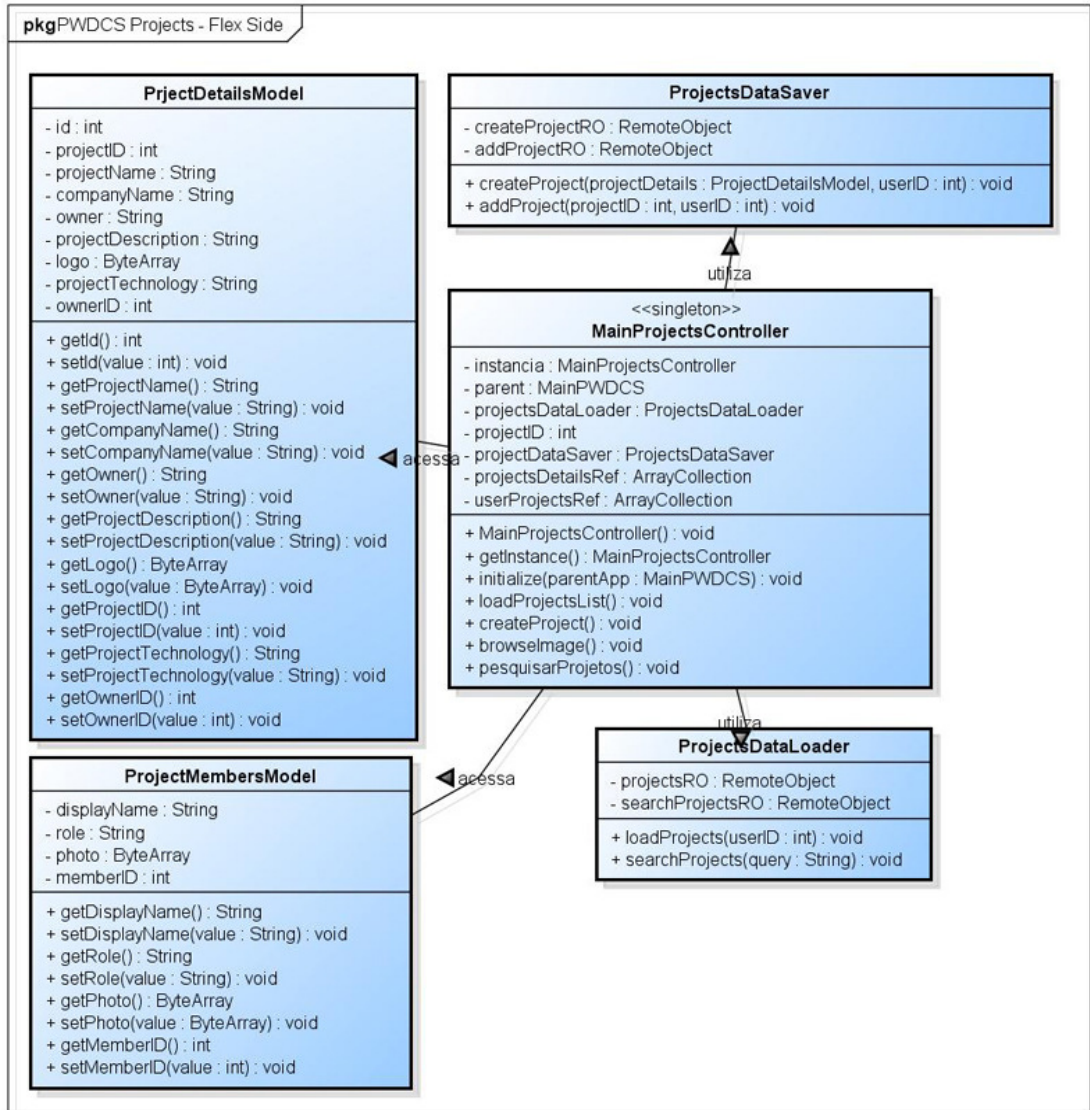 pkg PWDCS Projects - Flex Side
PrjectDetailsModel
- id : int
- projectID : int
- projectName : String
- companyName : String
- owner : String
- projectDescription : String
- logo : ByteArray
- projectTechnology : String
- ownerID : int
+ getId() : int
+ setId(value : int) : void
+ getProjectName() : String
+ setProjectName(value : String) : void
+ getCompanyName() : String
+ setCompanyName(value : String) : void
+ getOwner() : String
+ setOwner(value : String) : void
+ getProjectDescription() : String
+ setProjectDescription(value : String) : void
+ getLogo() : ByteArray
+ setLogo(value : ByteArray) : void
+ getProjectID() : int
+ setProjectID(value : int) : void
+ getProjectTechnology() : String
+ setProjectTechnology(value : String) : void
+ getOwnerID() : int
+ setOwnerID(value : int) : void
ProjectsDataSaver
- createProjectRO : RemoteObject
- addProjectRO : RemoteObject
+ createProject(projectDetails : ProjectDetailsModel, userID : int) : void
+ addProject(projectID : int, userID : int) : void
utiliza
<<singleton>>
MainProjectsController
- instancia : MainProjectsController
- parent : MainPWDCS
- projectsDataLoader : ProjectsDataLoader
- projectID : int
- projectDataSaver : ProjectsDataSaver
- projectsDetailsRef : ArrayCollection
- userProjectsRef : ArrayCollection
+ MainProjectsController() : void
+ getInstance() : MainProjectsController
+ initialize(parentApp : MainPWDCS) : void
+ loadProjectsList() : void
+ createProject() : void
+ browseImage() : void
+ pesquisarProjetos() : void
acessa
acessa
utiliza
ProjectsDataLoader
- projectsRO : RemoteObject
- searchProjectsRO : RemoteObject
+ loadProjects(userID : int) : void
+ searchProjects(query : String) : void
ProjectMembersModel
- displayName : String
- role : String
- photo : ByteArray
- memberID : int
+ getDisplayName() : String
+ setDisplayName(value : String) : void
+ getRole() : String
+ setRole(value : String) : void
+ getPhoto() : ByteArray
+ setPhoto(value : ByteArray) : void
+ getMemberID() : int
+ setMemberID(value : int) : void